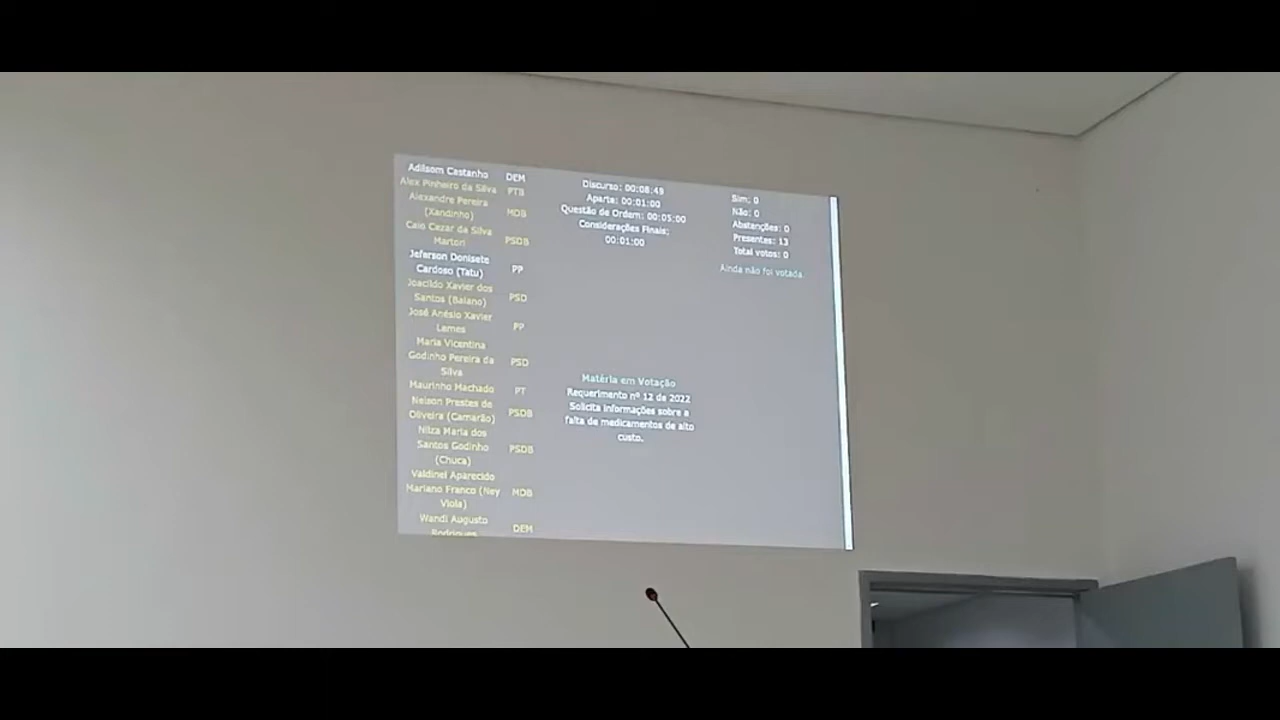 Adilsom Castanho DEM
Alex Pinheiro da Silva PTB
Alexandre Pereira
(Xandinho) MDB
Caio Cezar da Silva
Martori PSDB
Jeferson Donisete
Cardoso (Tatu) PP
Joacildo Xavier dos
Santos (Baiano) PSD
José Anésio Xavier
Lemes PP
Maria Vicentina
Godinho Pereira da
Silva PSD
Maurinho Machado PT
Nelson Prestes de
Oliveira (Camarão) PSDB
Nilza Maria dos
Santos Godinho
(Chuca) PSDB
Valdinei Aparecido
Mariano Franco (Ney
Viola) MDB
Wandi Augusto
Rodrigues DEM
Discurso: 00:08:49
Aparte: 00:01:00
Questão de Ordem: 00:05:00
Considerações Finais:
00:01:00
Matéria em Votação
Requerimento nº 12 de 2022
Solicita informações sobre a
falta de medicamentos de alto
custo.
Sim: 0
Não: 0
Abstenções: 0
Presentes: 13
Total votos: 0
Ainda não foi votada